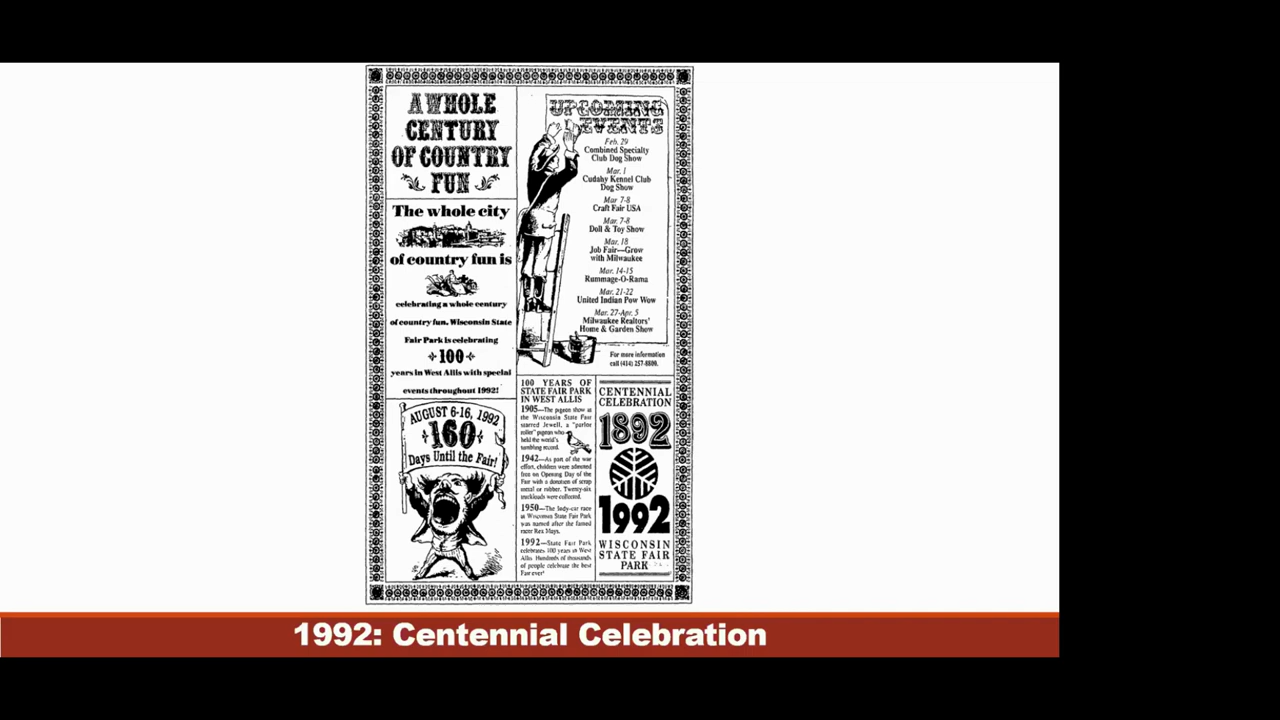 A WHOLE
CENTURY
OF COUNTRY
FUN
The whole city
of country fun is
celebrating a whole century
of country fun. Wisconsin State
Fair Park is celebrating
100
years in West Allis with special
events throughout 1992!
AUGUST 6-16, 1992
160
Days Until the Fair!
UPCOMING
EVENTS
Feb. 29
Combined Specialty
Club Dog Show
Mar. 1
Cudahy Kennel Club
Dog Show
Mar 7-8
Craft Fair USA
Mar. 7-8
Doll & Toy Show
Mar. 18
Job Fair—Grow
with Milwaukee
Mar. 14-15
Rummage-O-Rama
Mar. 21-22
United Indian Pow Wow
Mar. 27-Apr. 5
Milwaukee Realtors'
Home & Garden Show
For more information
call (414) 257-8800.
100 YEARS OF
STATE FAIR PARK
IN WEST ALLIS
1905—The pigeon show at
the Wisconsin State Fair
starred Jewell, a "parlor
roller" pigeon who
held the world's
tumbling record.
1942—As part of the war
effort, children were admitted
free on Opening Day of the
Fair with a donation of scrap
metal or rubber. Twenty-six
truckloads were collected.
1950—The Indy-car race
at Wisconsin State Fair Park
was named after the famed
racer Rex Mays.
1992—State Fair Park
celebrates 100 years in West
Allis. Hundreds of thousands
of people celebrate the best
Fair ever!
CENTENNIAL
CELEBRATION
1892
1992
WISCONSIN
STATE FAIR
PARK
1992: Centennial Celebration